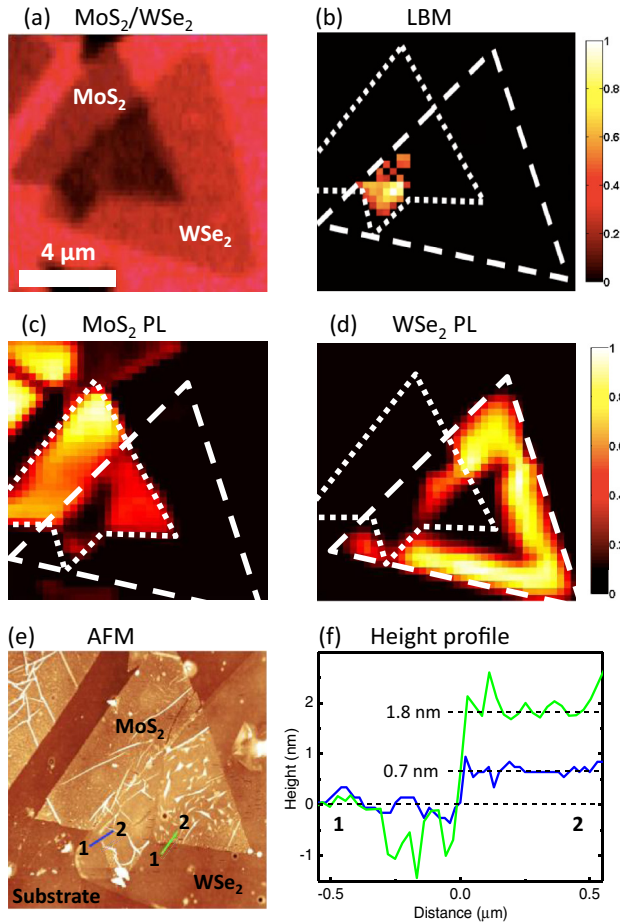 (a) MoS₂/WSe₂
MoS₂
WSe₂
4 μm
(b) LBM
1
0.8
0.6
0.4
0.2
0
(c) MoS₂ PL
(d) WSe₂ PL
1
0.8
0.6
0.4
0.2
0
(e) AFM
MoS₂
2
1
2
1
Substrate
WSe₂
(f) Height profile
Height (nm)
2
1
0
-1
1.8 nm
0.7 nm
1
2
-0.5
0.0
0.5
Distance (μm)